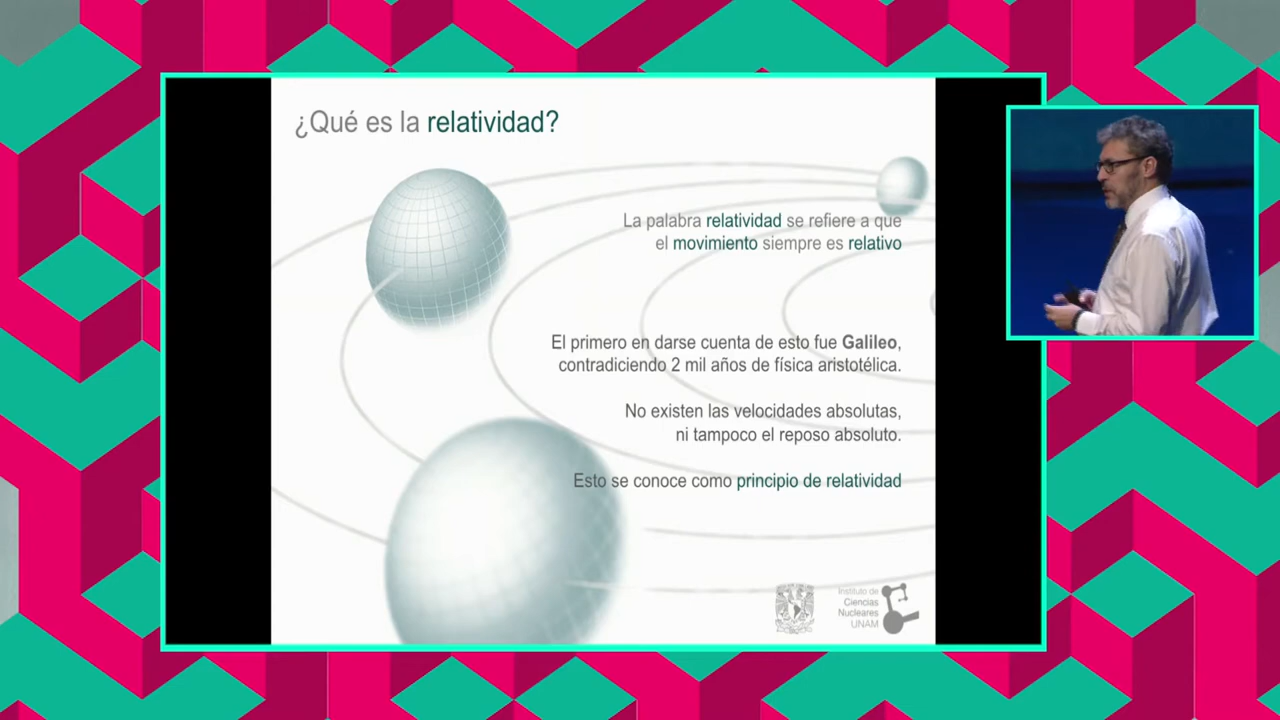 ¿Qué es la relatividad?
La palabra relatividad se refiere a que
el movimiento siempre es relativo
El primero en darse cuenta de esto fue Galileo,
contradiciendo 2 mil años de física aristotélica.
No existen las velocidades absolutas,
ni tampoco el reposo absoluto.
Esto se conoce como principio de relatividad
Instituto de
Ciencias
Nucleares
UNAM